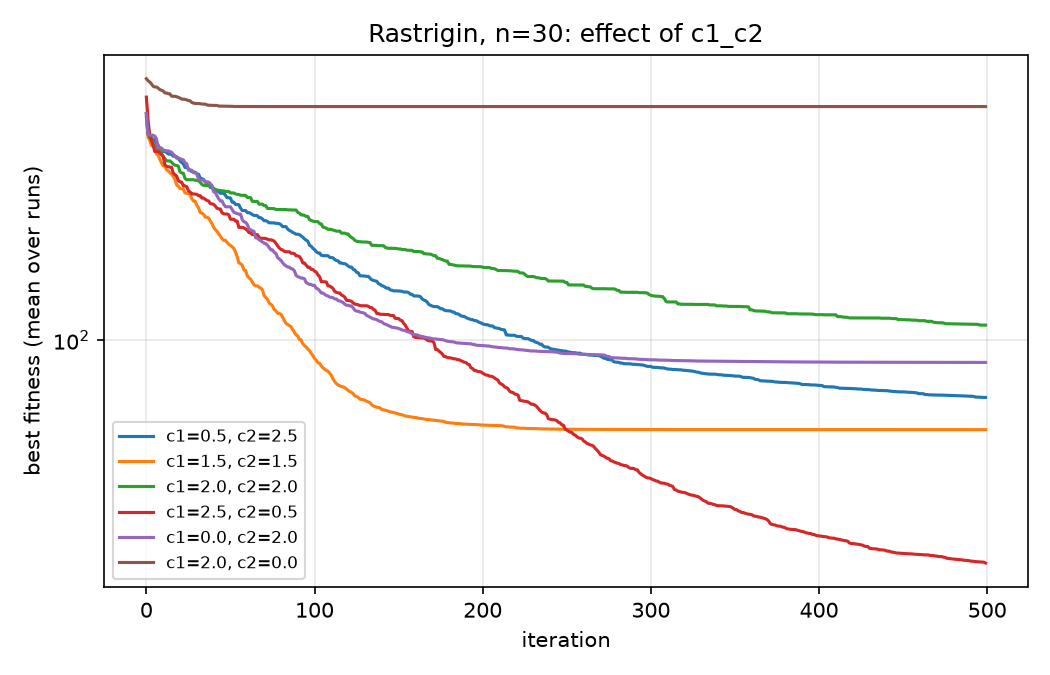 Rastrigin, n=30: effect of c1_c2
best fitness (mean over runs)
10²
c1=0.5, c2=2.5
c1=1.5, c2=1.5
c1=2.0, c2=2.0
c1=2.5, c2=0.5
c1=0.0, c2=2.0
c1=2.0, c2=0.0
0 100 200 300 400 500
iteration